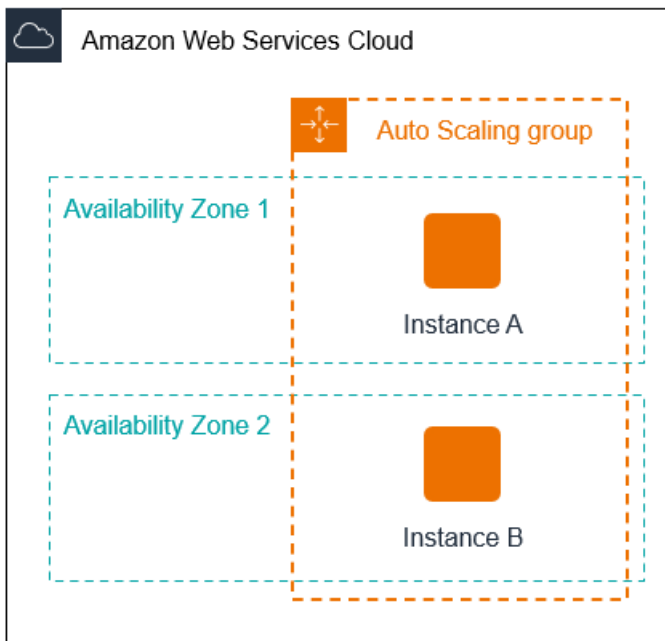 Amazon Web Services Cloud
Auto Scaling group
Availability Zone 1
Instance A
Availability Zone 2
Instance B